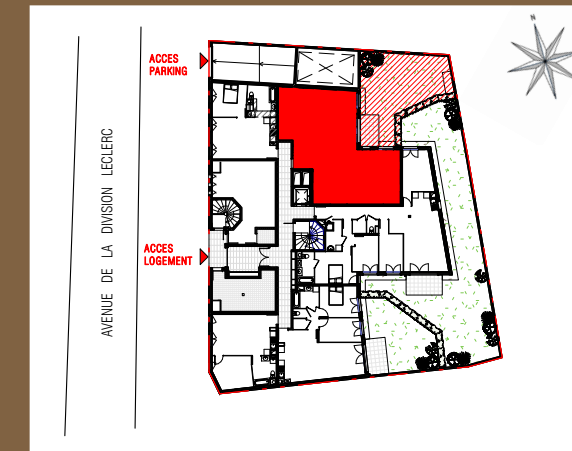 N
ACCES
PARKING
AVENUE DE LA DIVISION LECLERC
ACCES
LOGEMENT